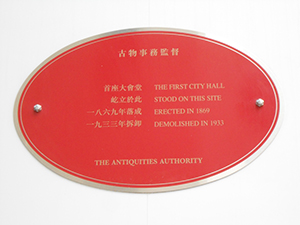 古物事務監督
首座大會堂 THE FIRST CITY HALL
屹立於此 STOOD ON THIS SITE
一八六九年落成 ERECTED IN 1869
一九三三年拆卸 DEMOLISHED IN 1933
THE ANTIQUITIES AUTHORITY